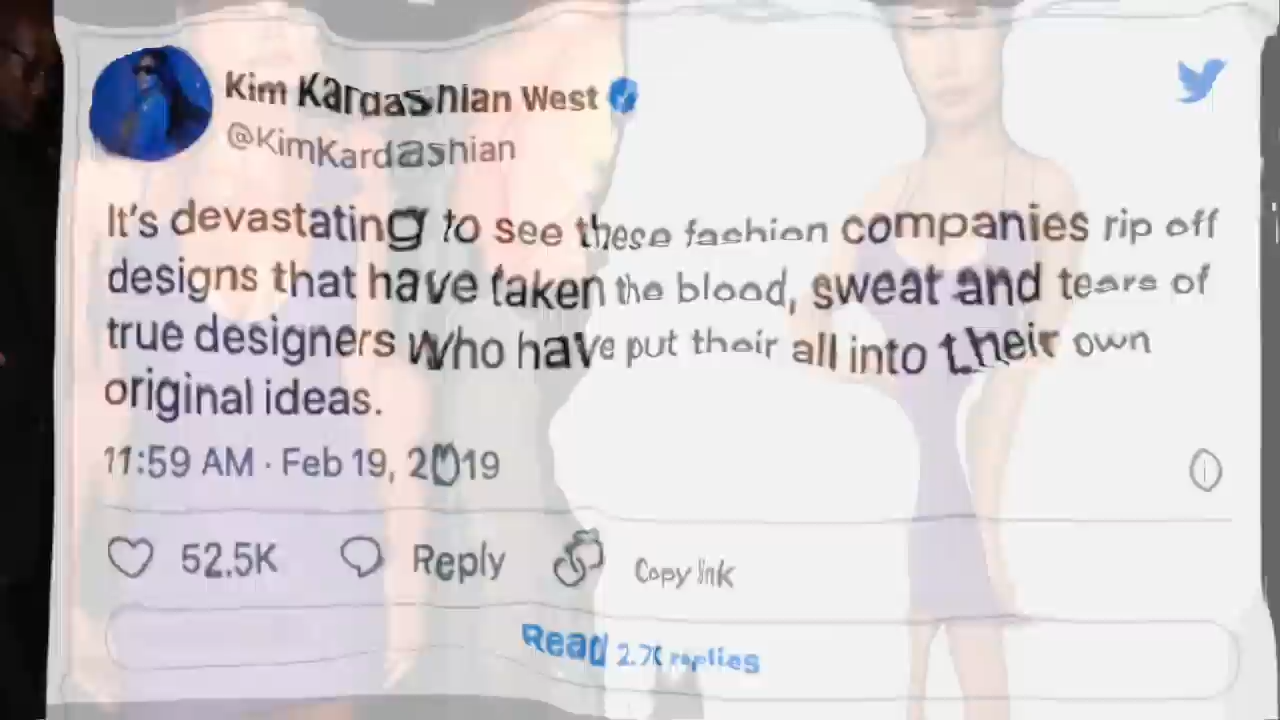 Kim Kardashian West
@KimKardashian
It's devastating to see these fashion companies rip off
designs that have taken the blood, sweat and tears of
true designers who have put their all into their own
original ideas.
11:59 AM · Feb 19, 2019
52.5K Reply Copy link
Read 2.7K replies